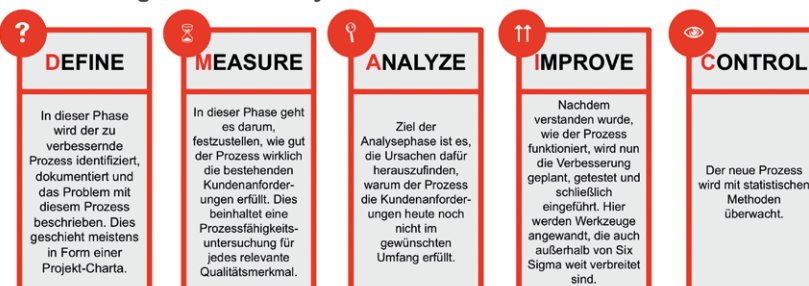 ?
DEFINE
In dieser Phase
wird der zu
verbessernde
Prozess identifiziert,
dokumentiert und
das Problem mit
diesem Prozess
beschrieben. Dies
geschieht meistens
in Form einer
Projekt-Charta.
MEASURE
In dieser Phase geht
es darum,
festzustellen, wie gut
der Prozess wirklich
die bestehenden
Kundenanforder-
ungen erfüllt. Dies
beinhaltet eine
Prozessfähigkeits-
untersuchung für
jedes relevante
Qualitätsmerkmal.
ANALYZE
Ziel der
Analysephase ist es,
die Ursachen dafür
herauszufinden,
warum der Prozess
die Kundenanforder-
ungen heute noch
nicht im
gewünschten
Umfang erfüllt.
IMPROVE
Nachdem
verstanden wurde,
wie der Prozess
funktioniert, wird nun
die Verbesserung
geplant, getestet und
schließlich
eingeführt. Hier
werden Werkzeuge
angewandt, die auch
außerhalb von Six
Sigma weit verbreitet
sind.
CONTROL
Der neue Prozess
wird mit statistischen
Methoden
überwacht.